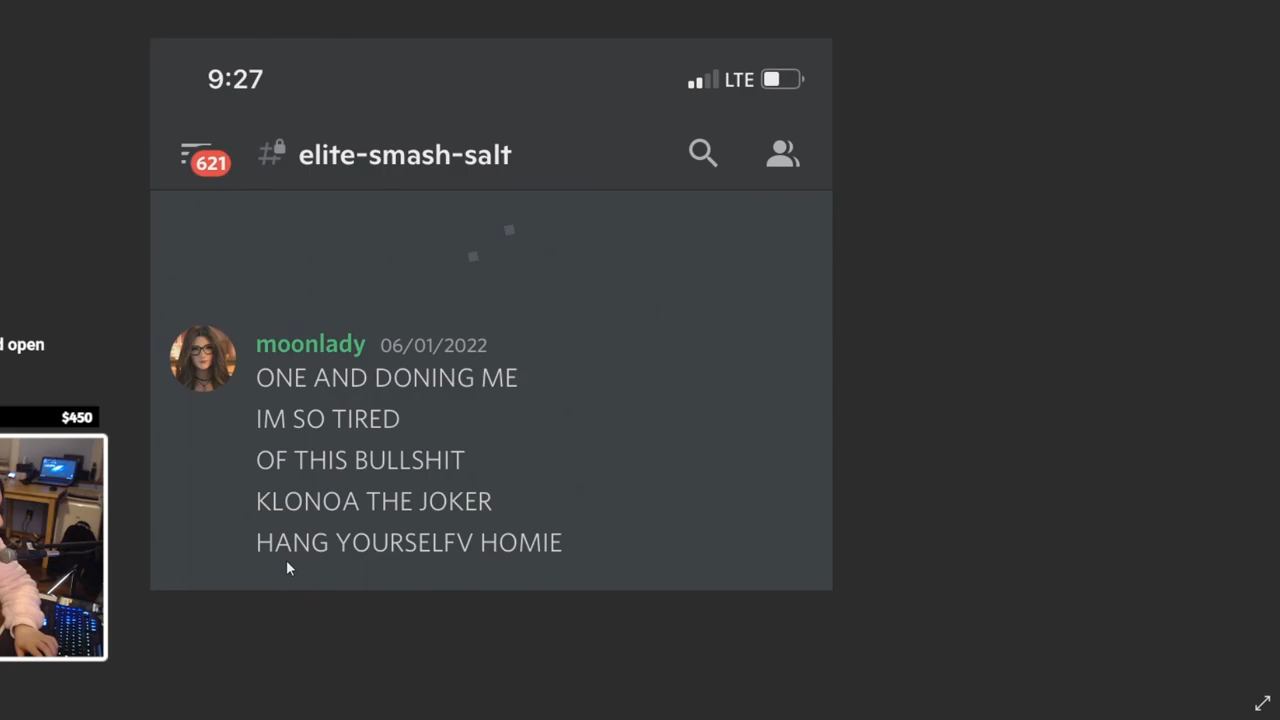 9:27
LTE
621
elite-smash-salt
moonlady 06/01/2022
ONE AND DONING ME
IM SO TIRED
d open
OF THIS BULLSHIT
$450
KLONOA THE JOKER
HANG YOURSELFV HOMIE